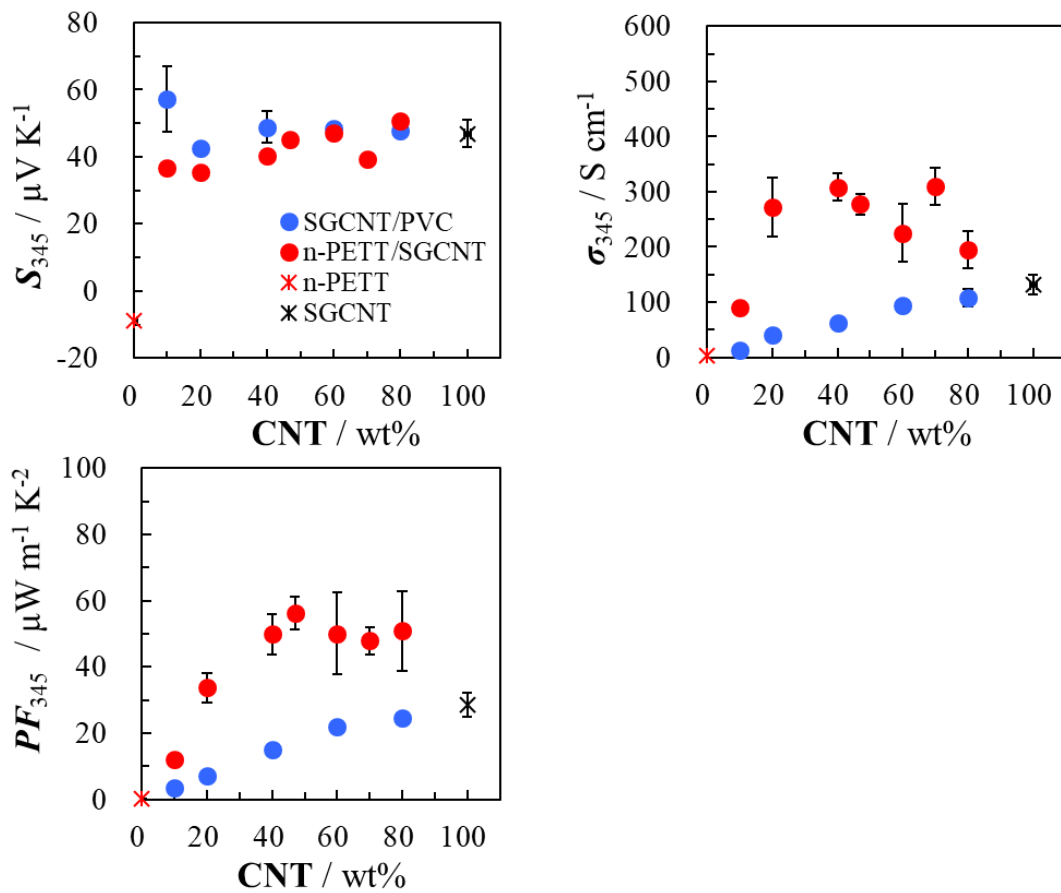 80
60
40
20
0
-20
S₃₄₅ / µV K⁻¹
SGCNT/PVC
n-PETT/SGCNT
n-PETT
SGCNT
0 20 40 60 80 100
CNT / wt%
600
500
400
300
200
100
0
σ₃₄₅ / S cm⁻¹
0 20 40 60 80 100
CNT / wt%
100
80
60
40
20
0
PF₃₄₅ / µW m⁻¹ K⁻²
0 20 40 60 80 100
CNT / wt%